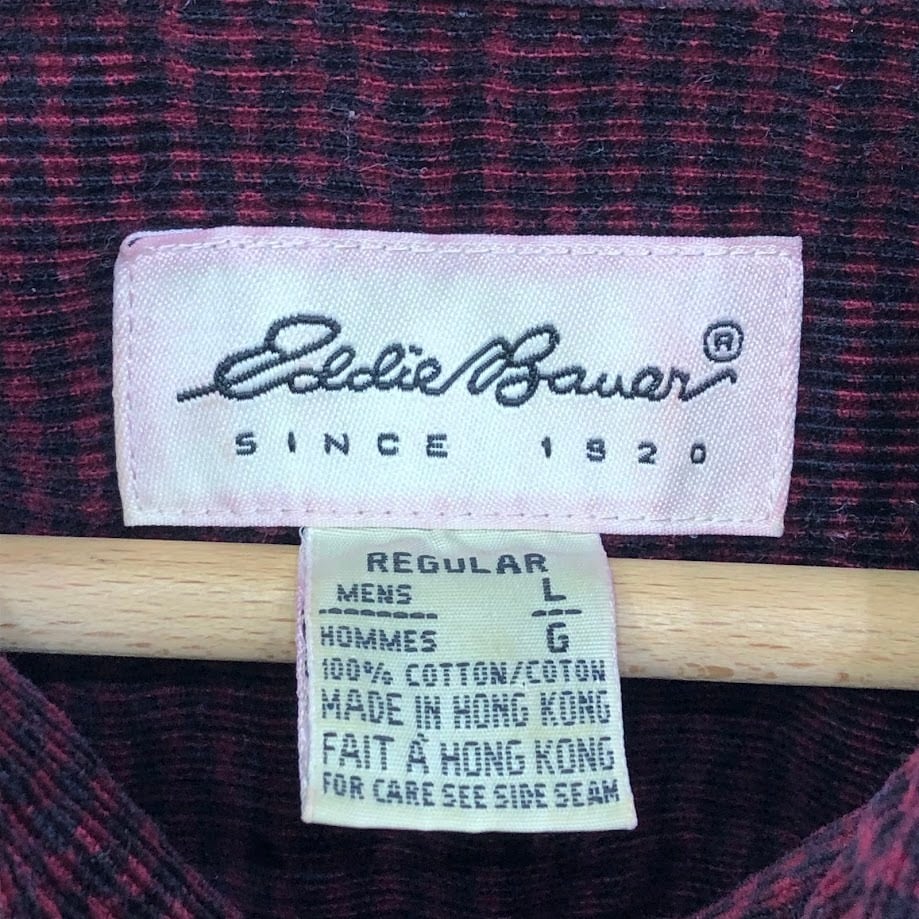 Eddie Bauer®
SINCE 1920
REGULAR
MENS L
HOMMES G
100% COTTON/COTON
MADE IN HONG KONG
FAIT À HONG KONG
FOR CARE SEE SIDE SEAM